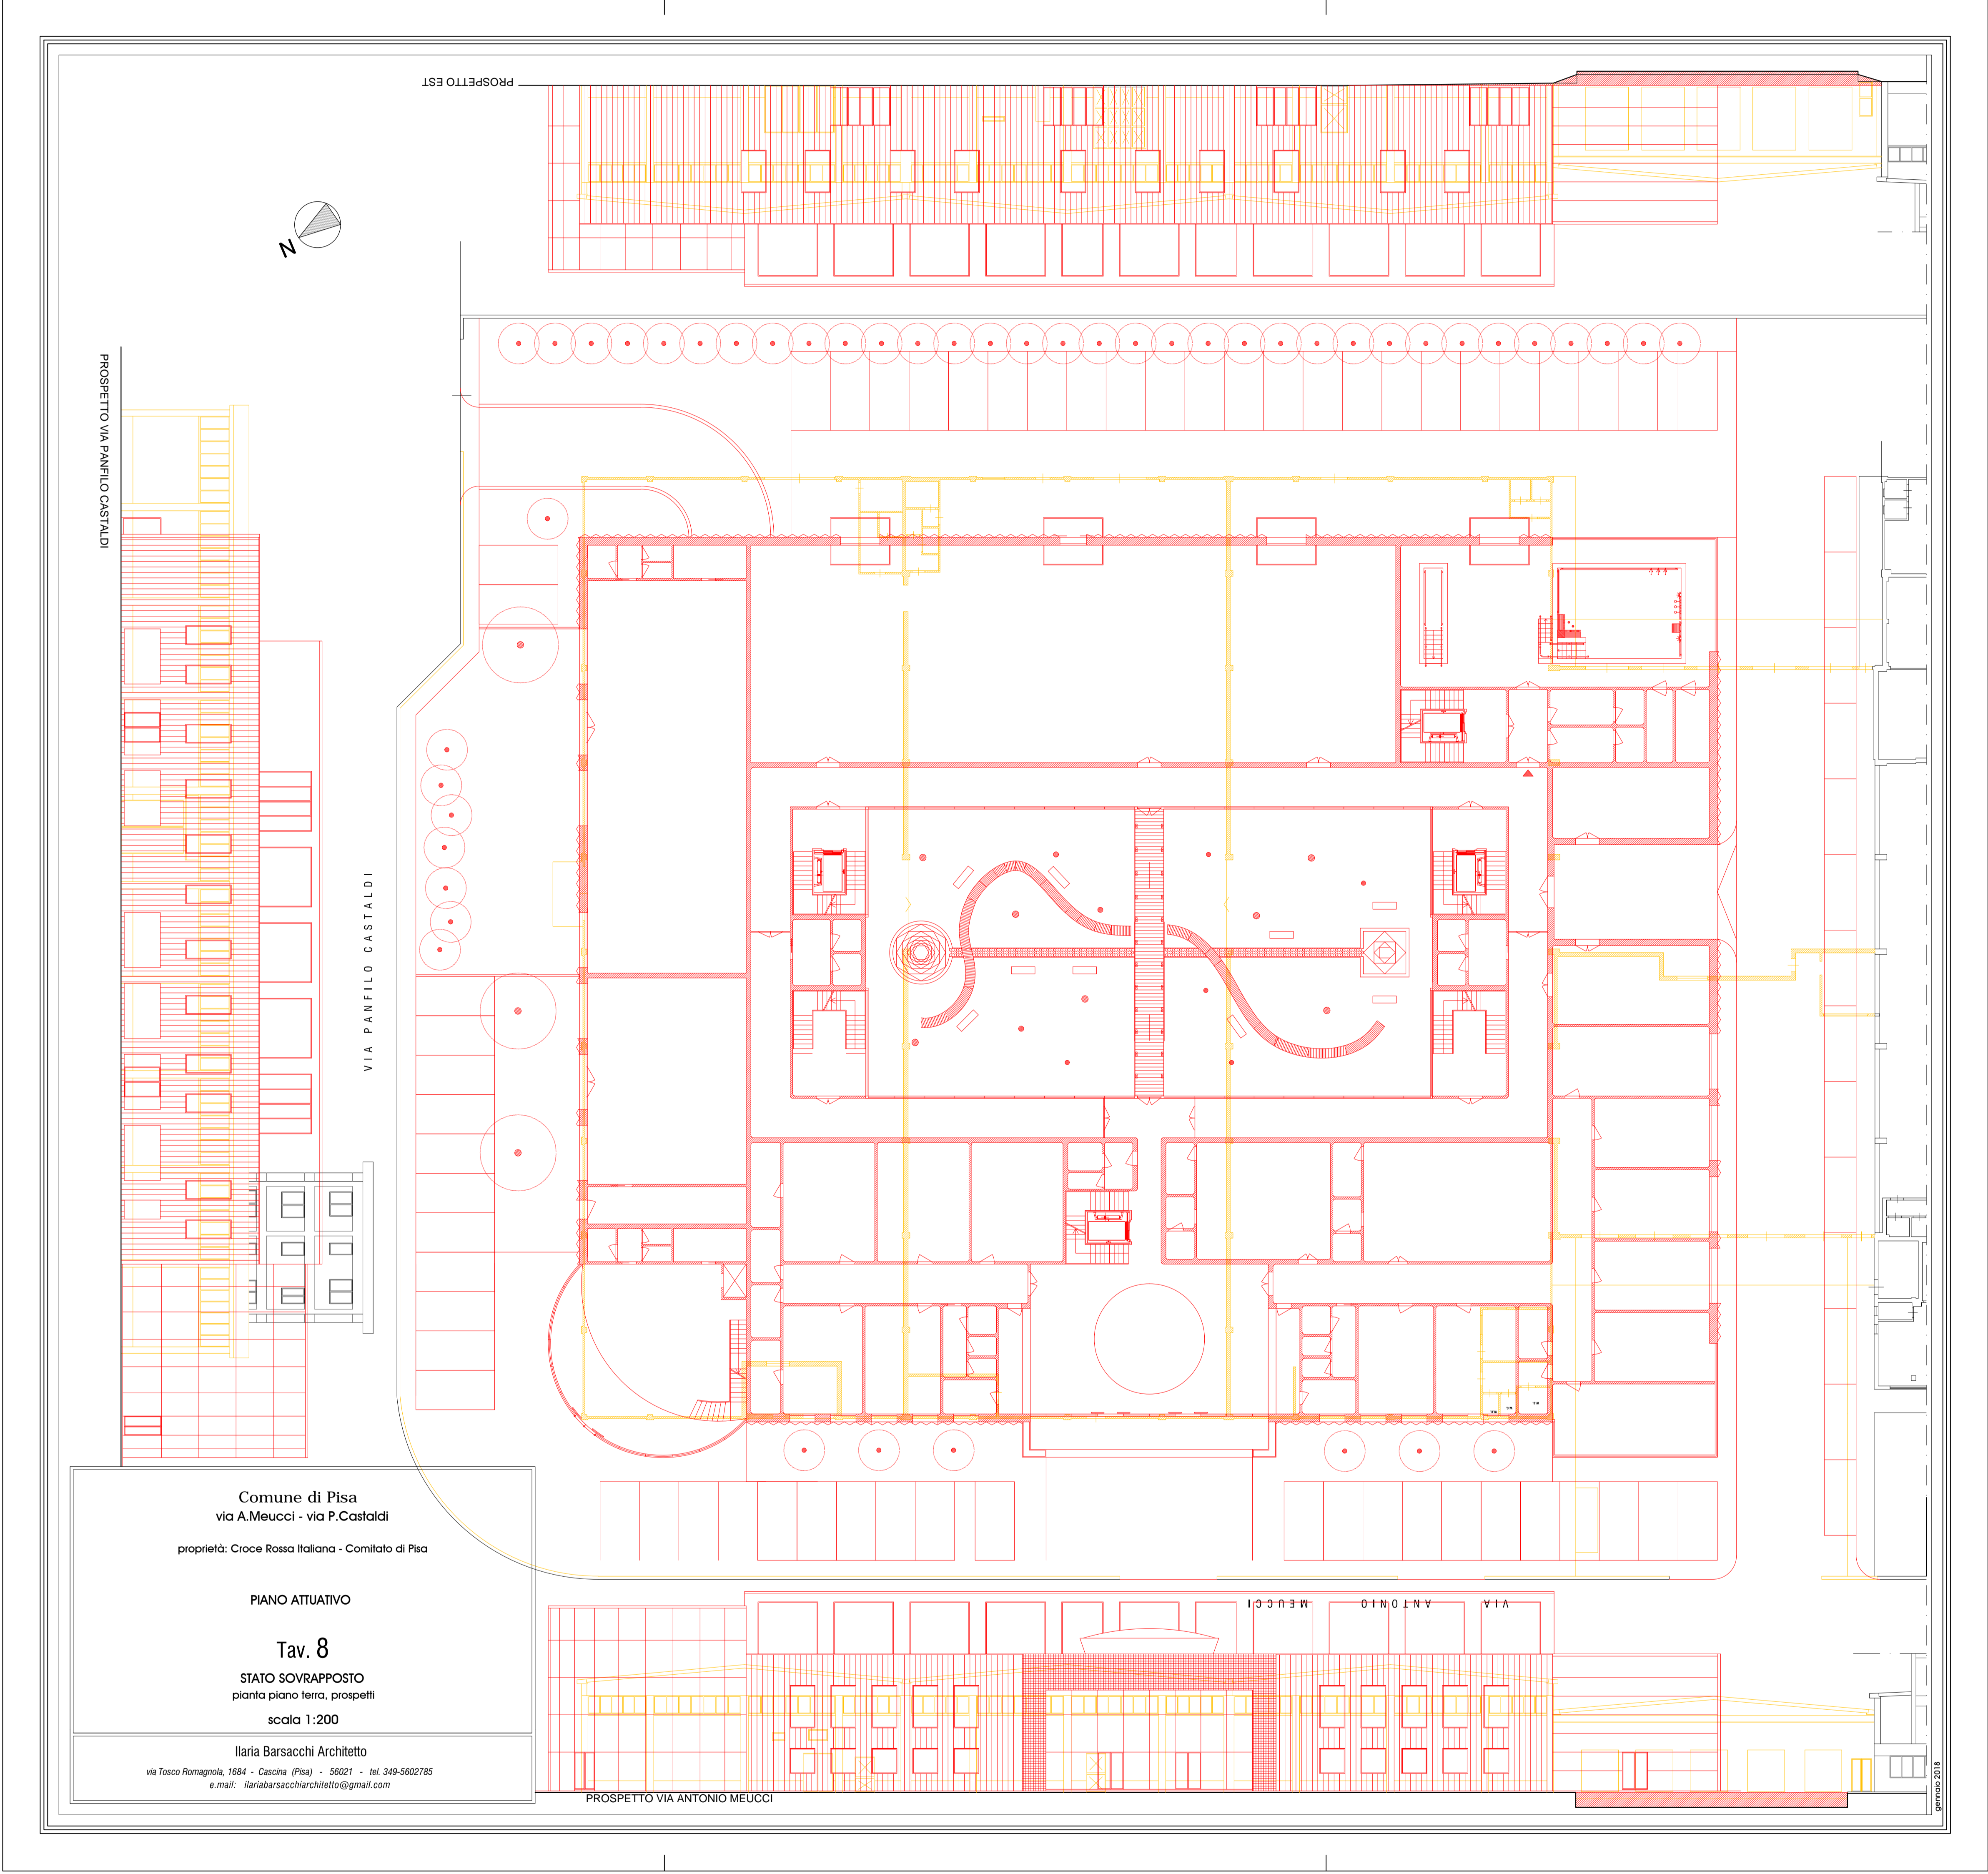 PROSPETTO EST
N
PROSPETTO VIA PANFILO CASTALDI
VIA PANFILO CASTALDI
VIA ANTONIO MEUCCI
Comune di Pisa
via A.Meucci - via P.Castaldi
proprietà: Croce Rossa Italiana - Comitato di Pisa
PIANO ATTUATIVO
Tav. 8
STATO SOVRAPPOSTO
pianta piano terra, prospetti
scala 1:200
Ilaria Barsacchi Architetto
via Tosco Romagnola, 1684 - Cascina (Pisa) - 56021 - tel. 349-5602785
e.mail: ilariabarsacchiarchitetto@gmail.com
PROSPETTO VIA ANTONIO MEUCCI
gennaio 2018